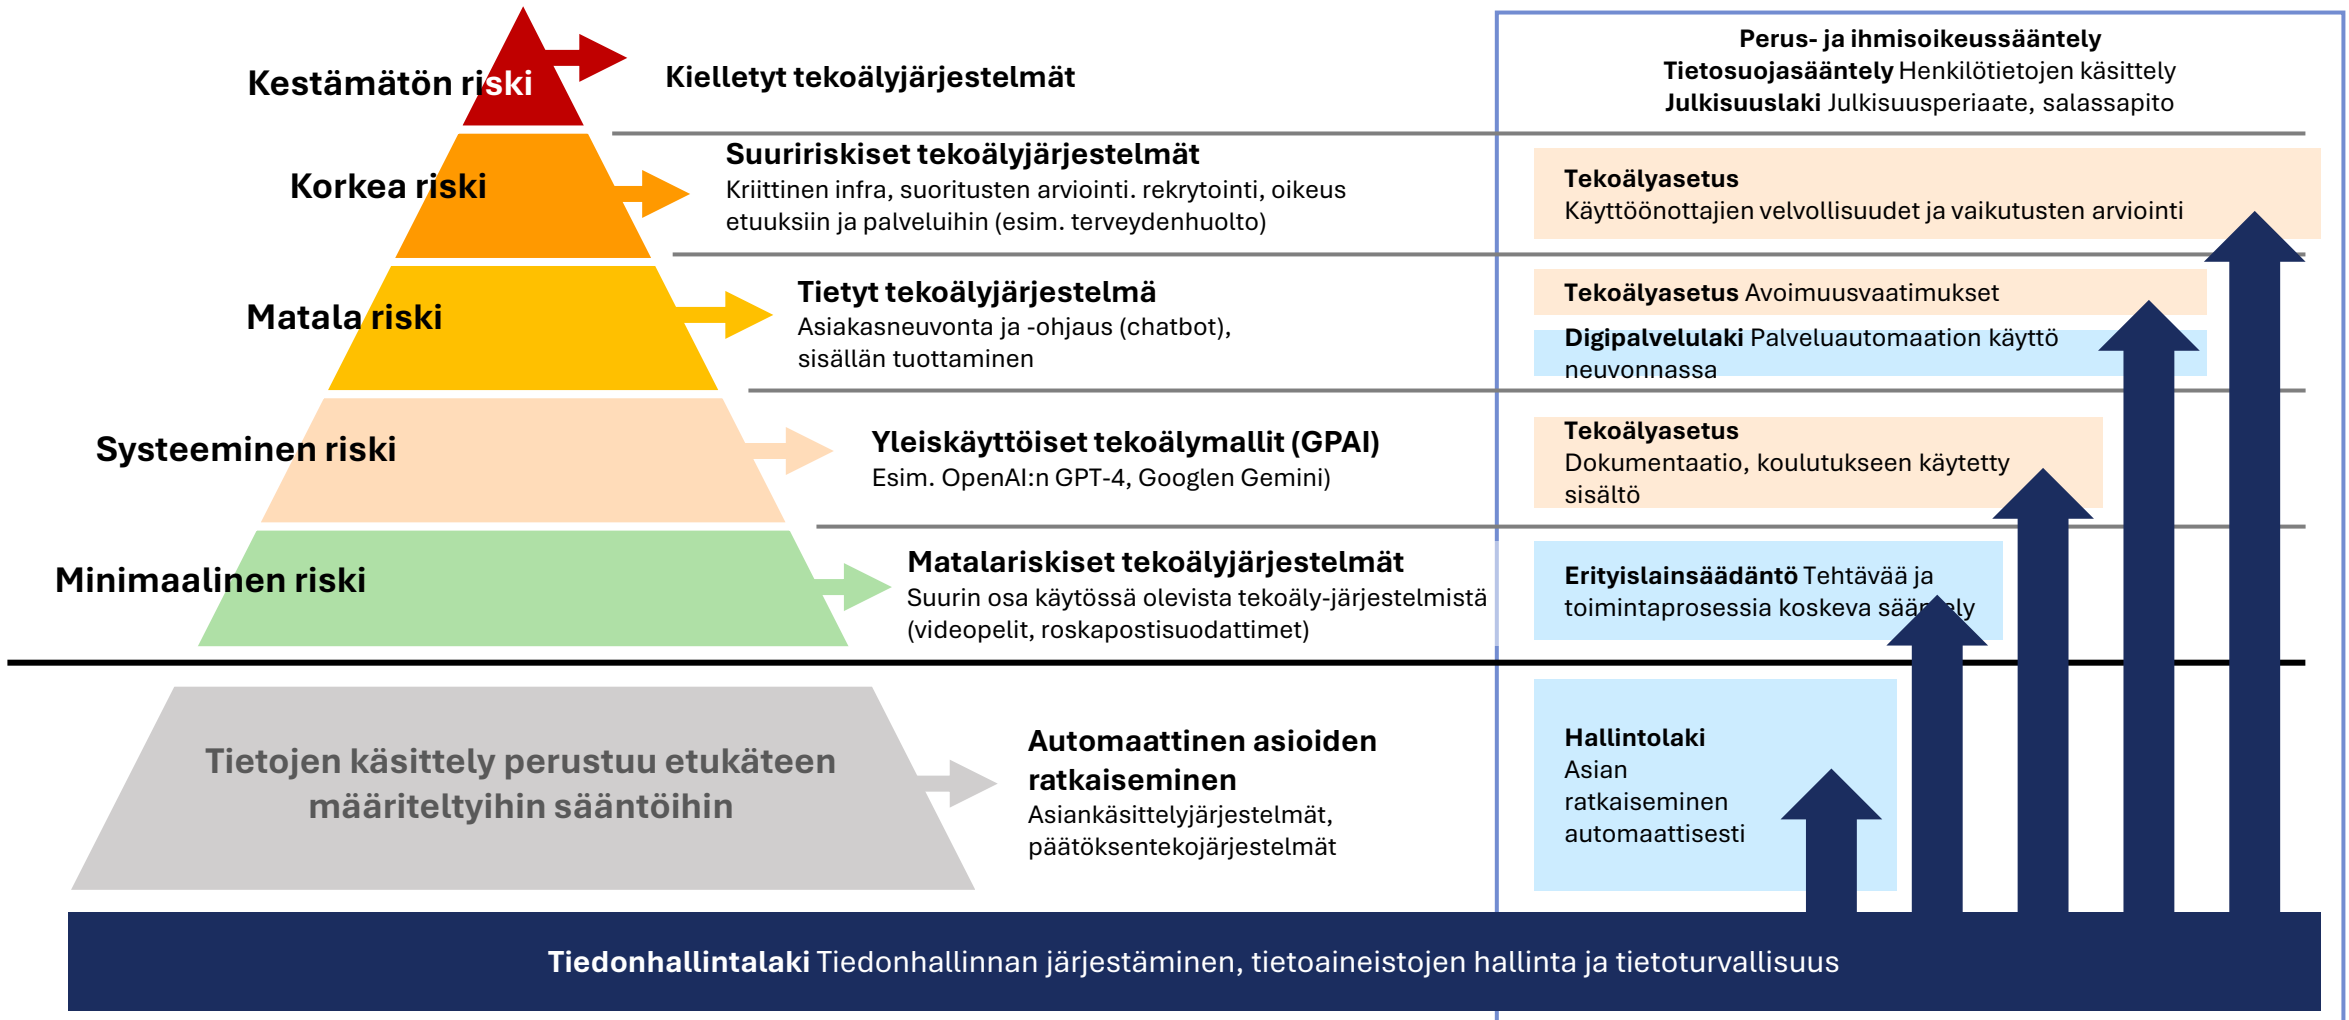 Kestämätön riski
Kielletyt tekoälyjärjestelmät
Perus- ja ihmisoikeussääntely
Tietosuojasääntely Henkilötietojen käsittely
Julkisuuslaki Julkisuusperiaate, salassapito
Korkea riski
Suuririskiset tekoälyjärjestelmät
Kriittinen infra, suoritusten arviointi. rekrytointi, oikeus
etuuksiin ja palveluihin (esim. terveydenhuolto)
Tekoälyasetus
Käyttöönottajien velvollisuudet ja vaikutusten arviointi
Matala riski
Tietyt tekoälyjärjestelmä
Asiakasneuvonta ja -ohjaus (chatbot),
sisällän tuottaminen
Tekoälyasetus Avoimuusvaatimukset
Digipalvelulaki Palveluautomaation käyttö
neuvonnassa
Systeeminen riski
Yleiskäyttöiset tekoälymallit (GPAI)
Esim. OpenAI:n GPT-4, Googlen Gemini)
Tekoälyasetus
Dokumentaatio, koulutukseen käytetty
sisältö
Minimaalinen riski
Matalariskiset tekoälyjärjestelmät
Suurin osa käytössä olevista tekoäly-järjestelmistä
(videopelit, roskapostisuodattimet)
Erityislainsäädäntö Tehtävää ja
toimintaprosessia koskeva sääntely
Tietojen käsittely perustuu etukäteen
määriteltyihin sääntöihin
Automaattinen asioiden
ratkaiseminen
Asiankäsittelyjärjestelmät,
päätöksentekojärjestelmät
Hallintolaki
Asian
ratkaiseminen
automaattisesti
Tiedonhallintalaki Tiedonhallinnan järjestäminen, tietoaineistojen hallinta ja tietoturvallisuus